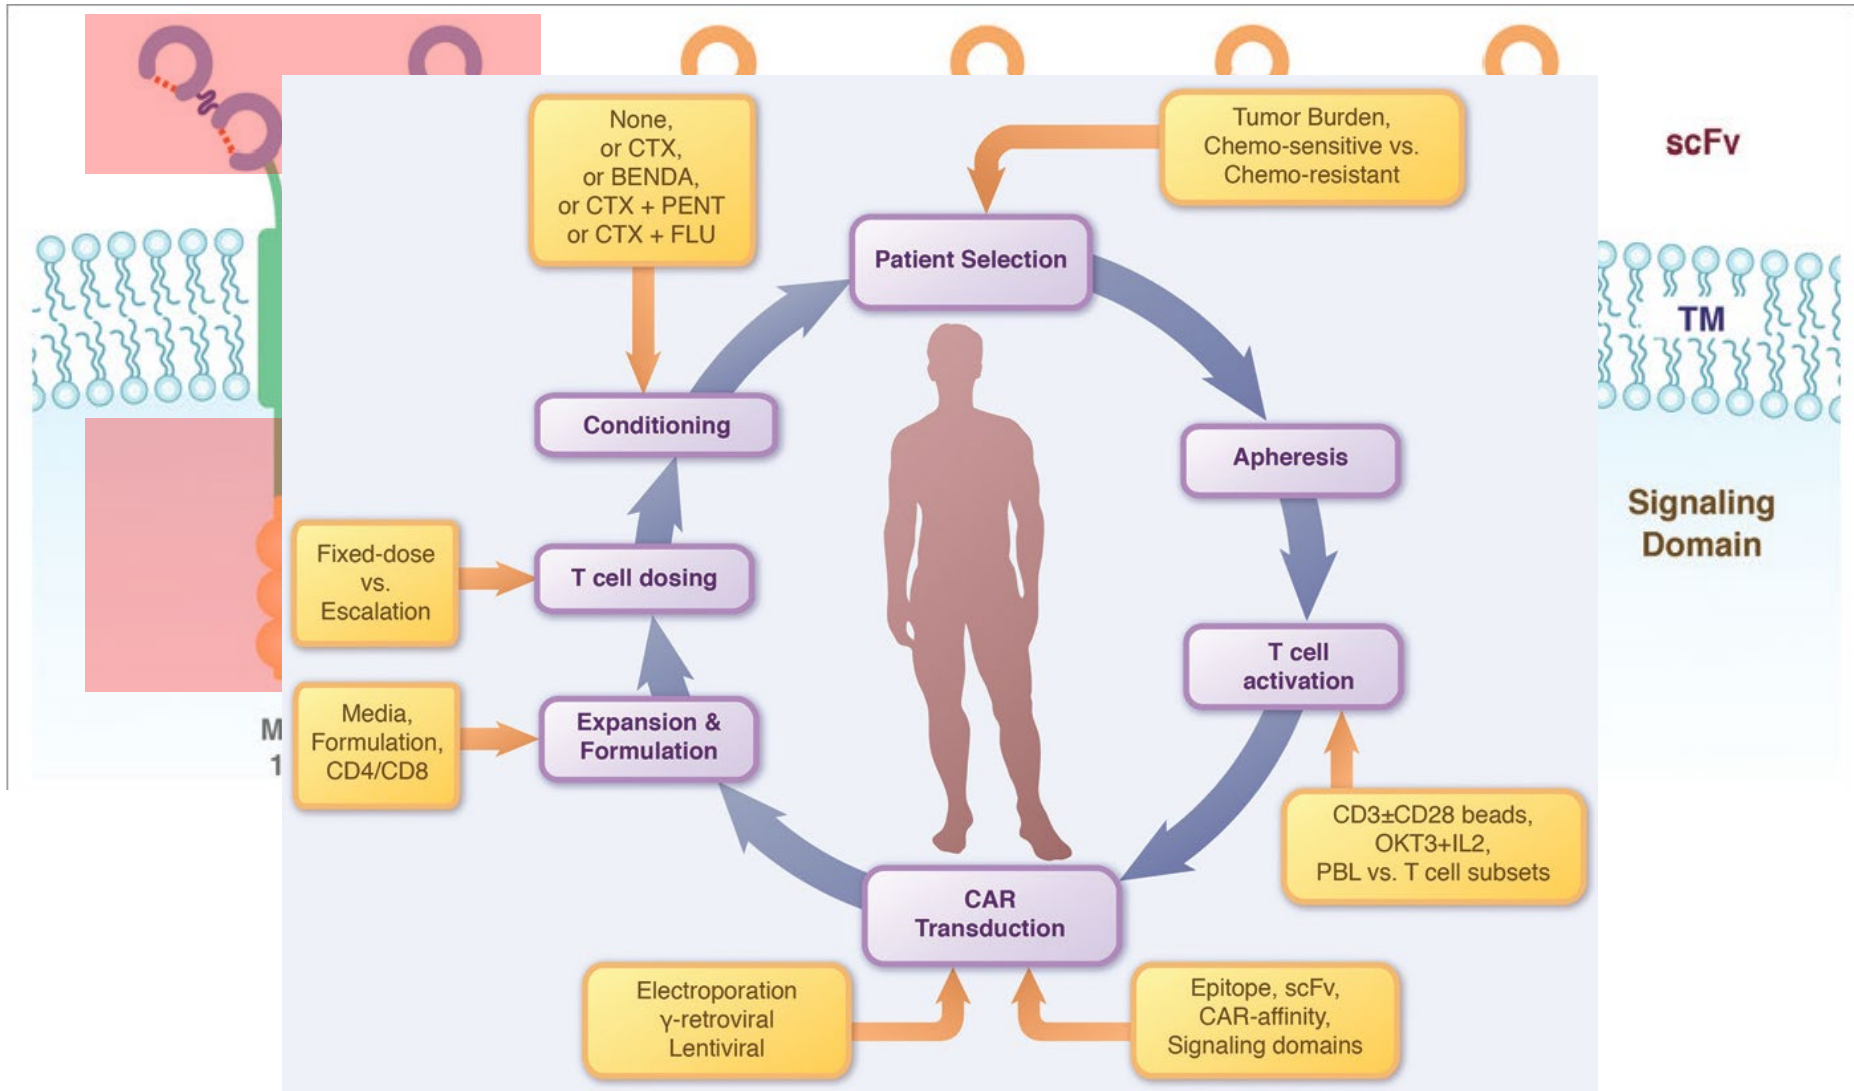 None,
or CTX,
or BENDA,
or CTX + PENT
or CTX + FLU
Tumor Burden,
Chemo-sensitive vs.
Chemo-resistant
scFv
Patient Selection
TM
Conditioning
Apheresis
Signaling
Domain
Fixed-dose
vs.
Escalation
T cell dosing
T cell
activation
Media,
Formulation,
CD4/CD8
Expansion &
Formulation
M
1
CD3±CD28 beads,
OKT3+IL2,
PBL vs. T cell subsets
CAR
Transduction
Electroporation
γ-retroviral
Lentiviral
Epitope, scFv,
CAR-affinity,
Signaling domains